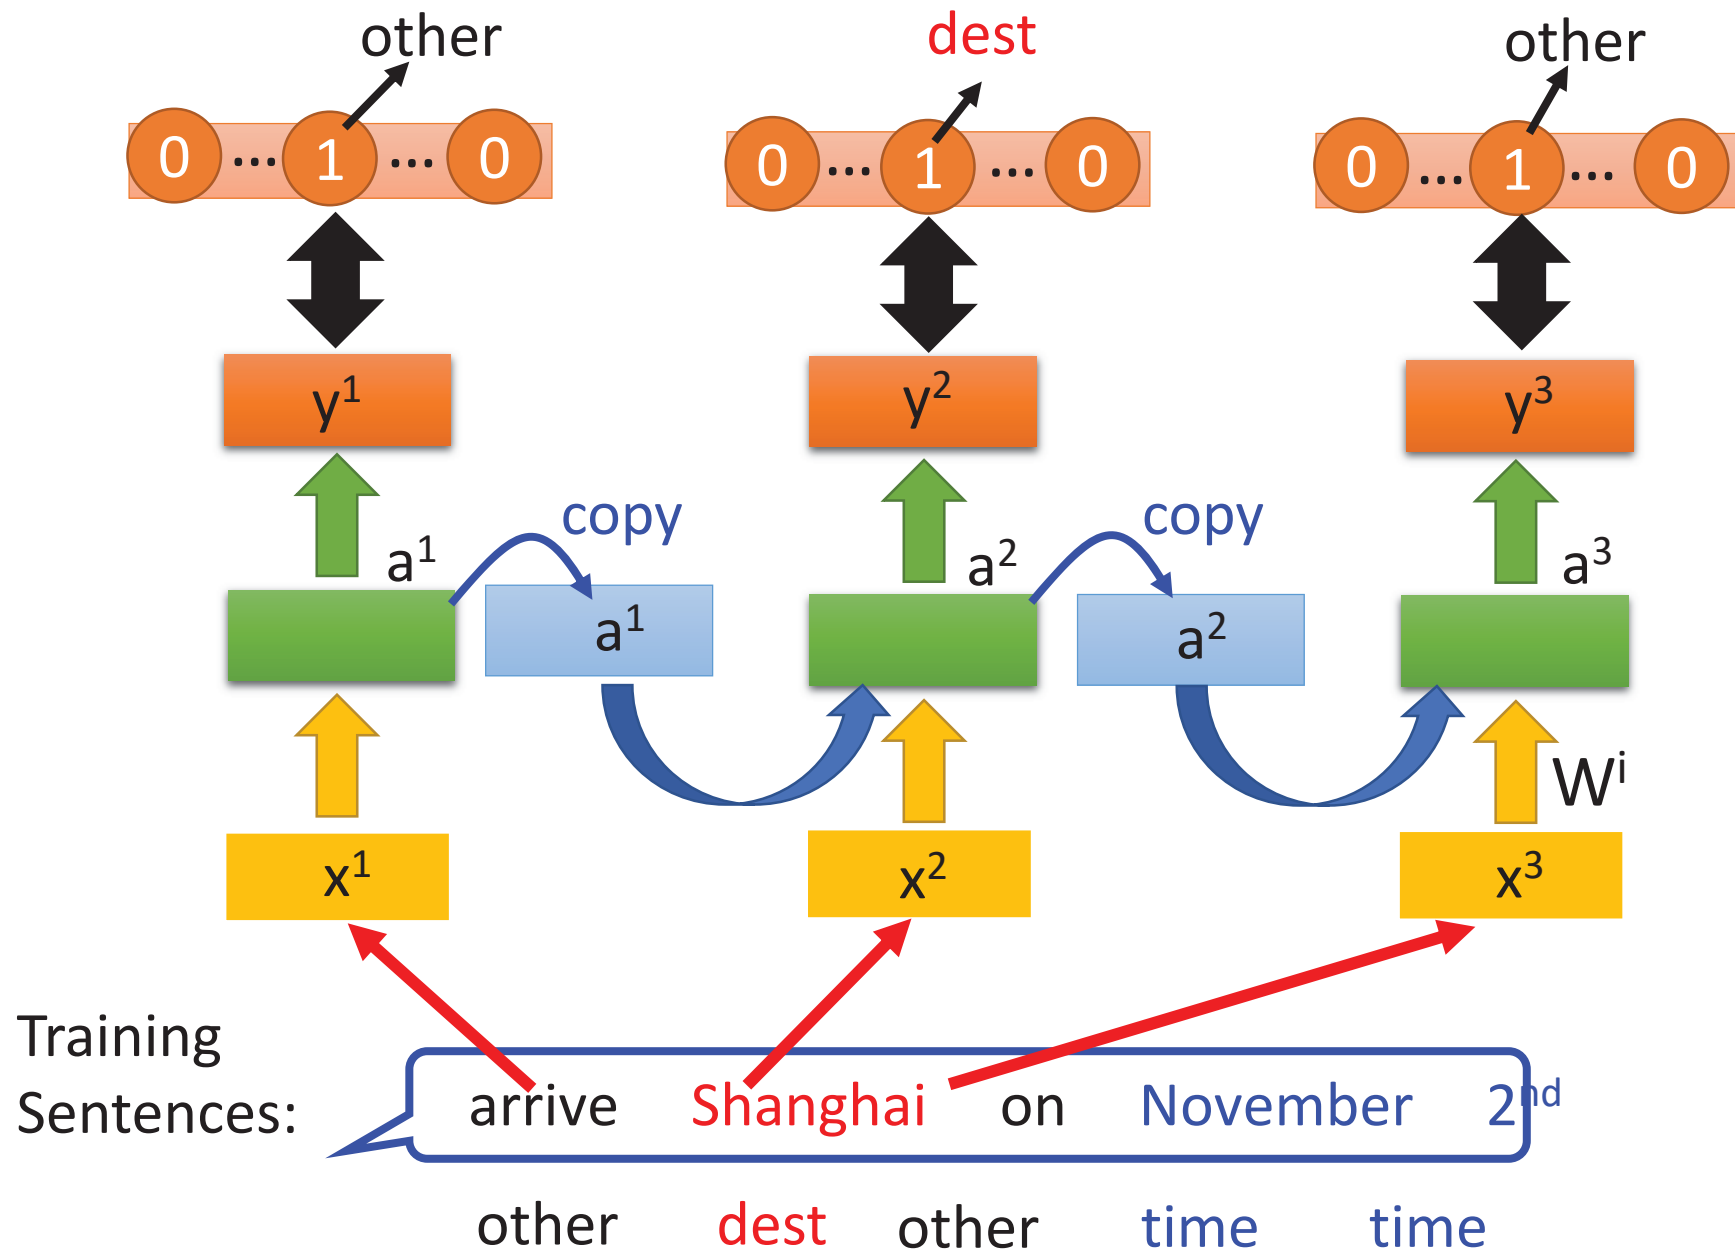 other dest other
0 ... 1 ... 0 0 ... 1 ... 0 0 ... 1 ... 0
y¹ y² y³
copy copy
a¹ a² a³
a¹ a²
Wⁱ
x¹ x² x³
Training
Sentences:
arrive Shanghai on November 2ⁿᵈ
other dest other time time